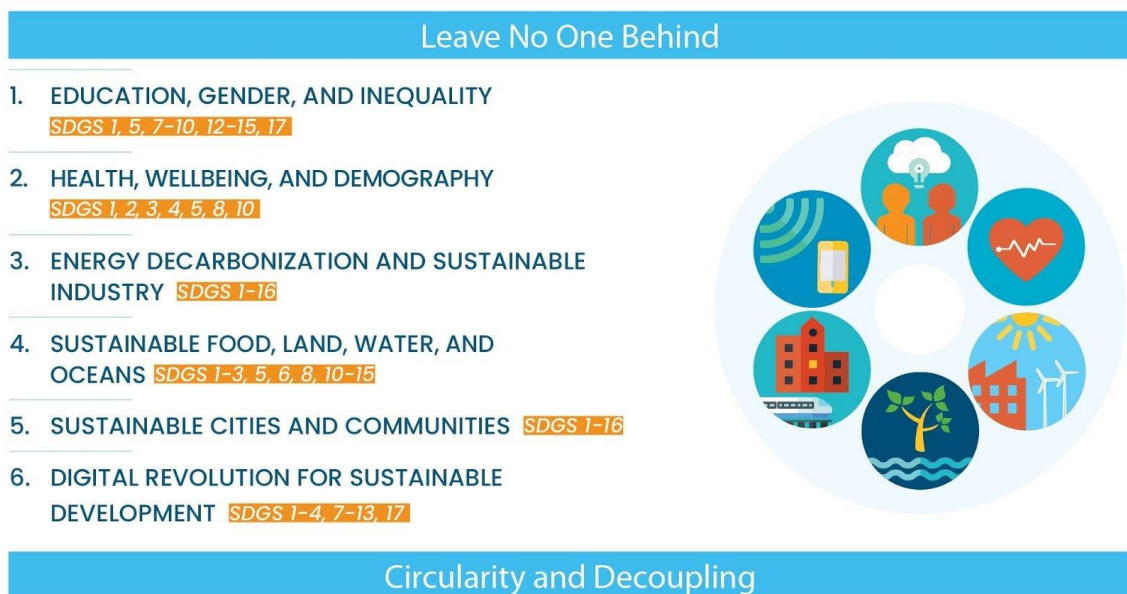 Leave No One Behind
1. EDUCATION, GENDER, AND INEQUALITY
SDGS 1, 5, 7-10, 12-15, 17
2. HEALTH, WELLBEING, AND DEMOGRAPHY
SDGS 1, 2, 3, 4, 5, 8, 10
3. ENERGY DECARBONIZATION AND SUSTAINABLE
INDUSTRY SDGS 1-16
4. SUSTAINABLE FOOD, LAND, WATER, AND
OCEANS SDGS 1-3, 5, 6, 8, 10-15
5. SUSTAINABLE CITIES AND COMMUNITIES SDGS 1-16
6. DIGITAL REVOLUTION FOR SUSTAINABLE
DEVELOPMENT SDGS 1-4, 7-13, 17
Circularity and Decoupling